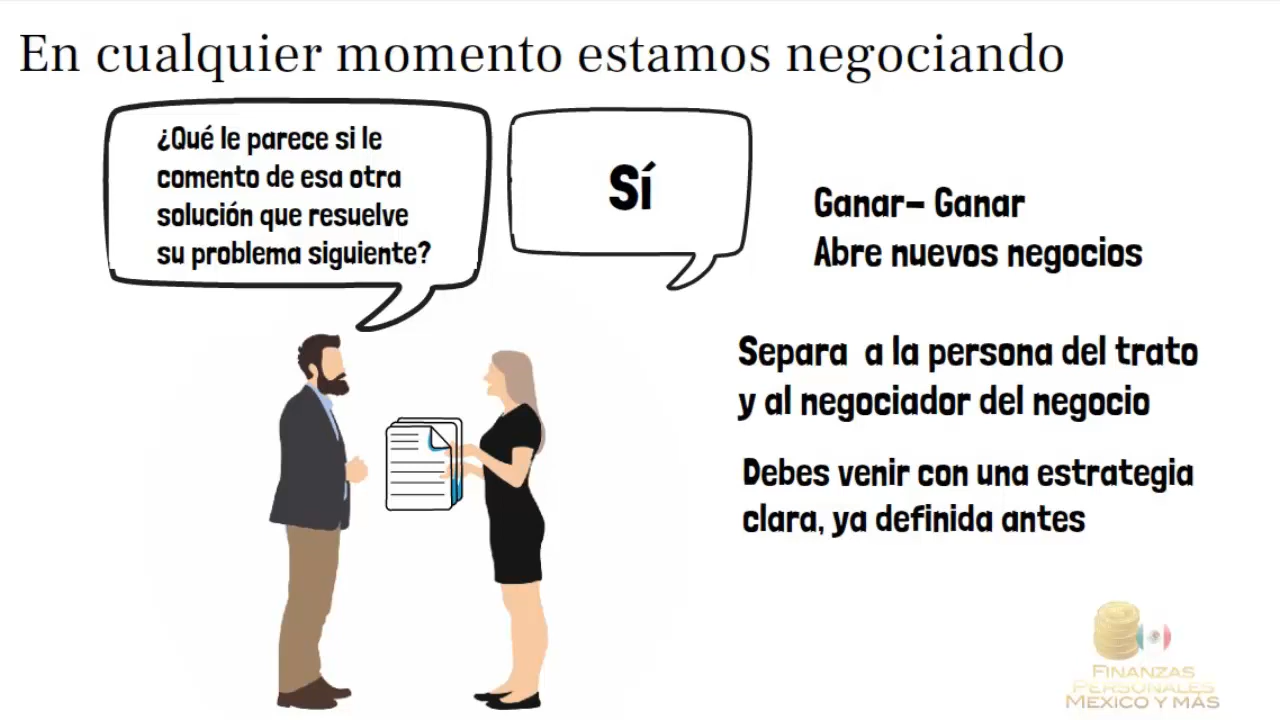 En cualquier momento estamos negociando
¿Qué le parece si le
comento de esa otra
solución que resuelve
su problema siguiente?
Sí
Ganar- Ganar
Abre nuevos negocios
Separa a la persona del trato
y al negociador del negocio
Debes venir con una estrategia
clara, ya definida antes
FINANZAS
PERSONALES
MEXICO Y MÁS